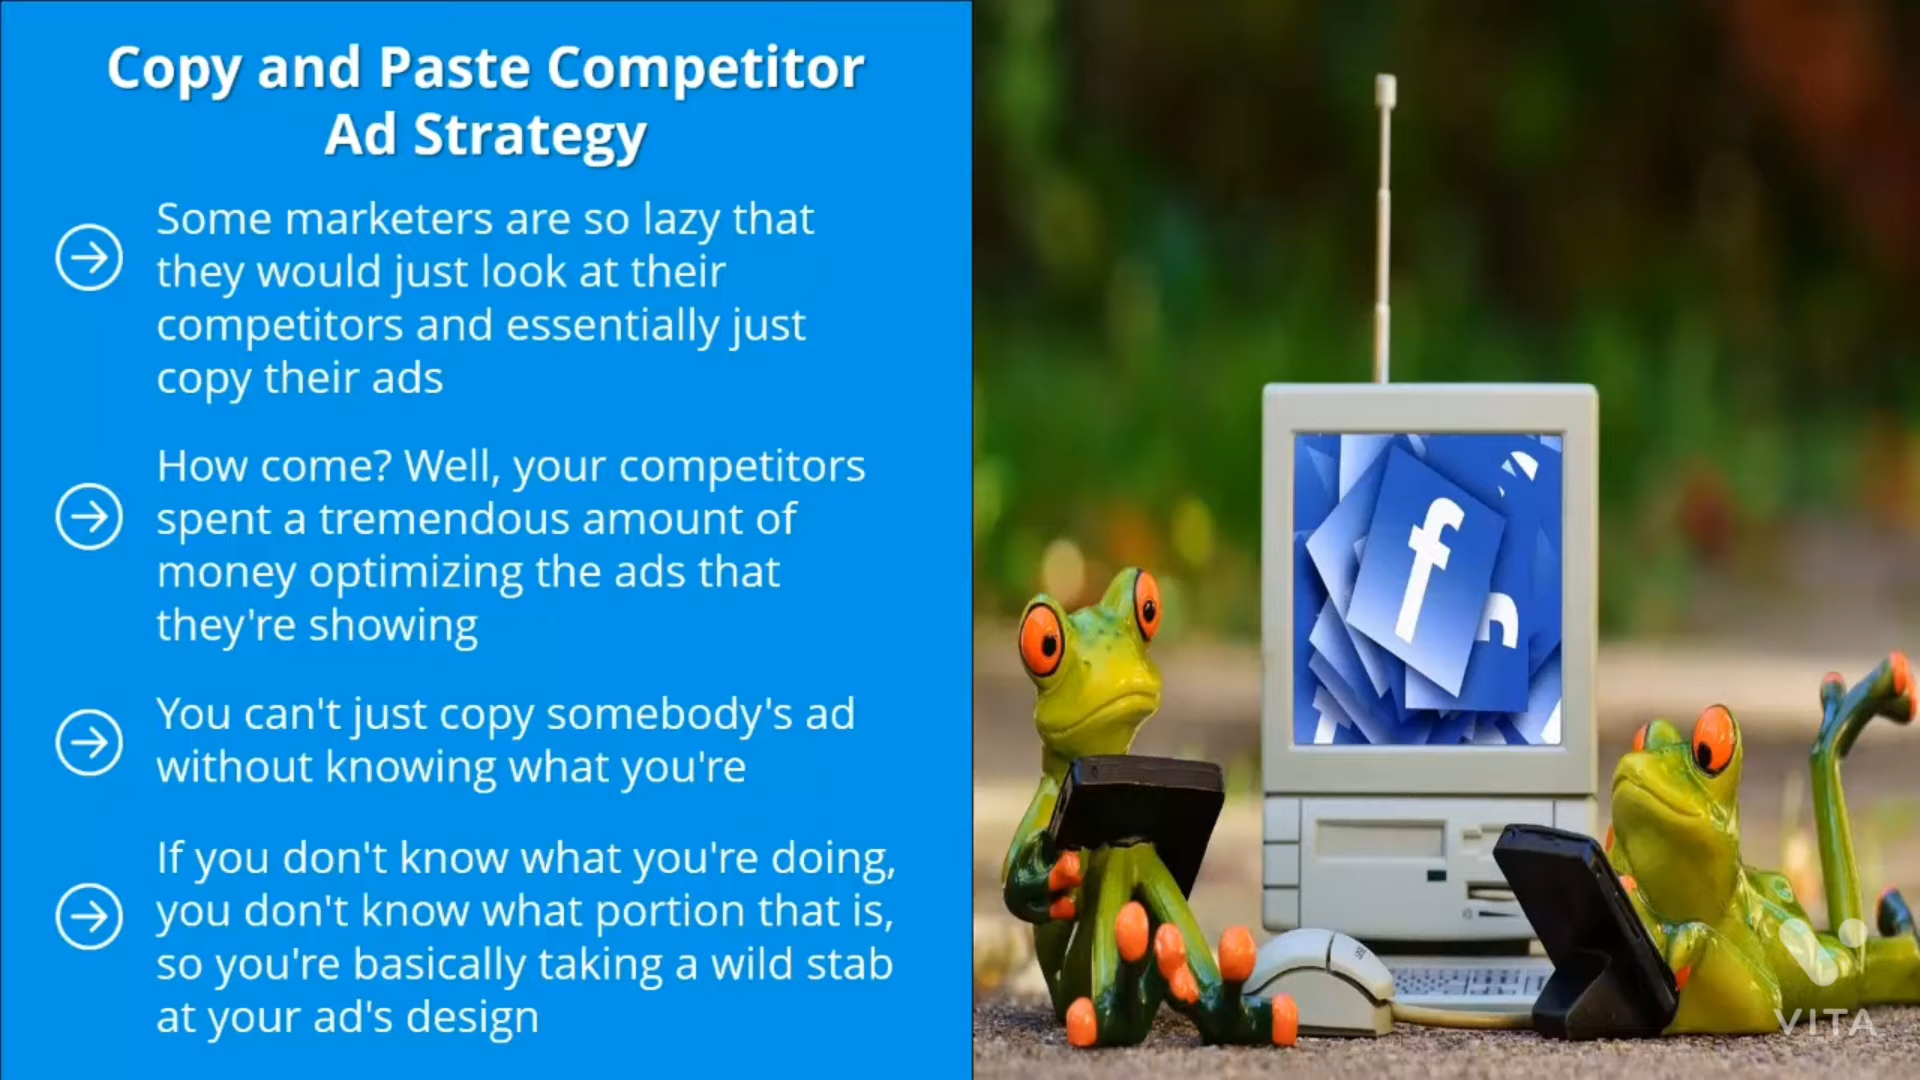 Copy and Paste Competitor
Ad Strategy
Some marketers are so lazy that
they would just look at their
competitors and essentially just
copy their ads
How come? Well, your competitors
spent a tremendous amount of
money optimizing the ads that
they're showing
You can't just copy somebody's ad
without knowing what you're
If you don't know what you're doing,
you don't know what portion that is,
so you're basically taking a wild stab
at your ad's design
f
VITA